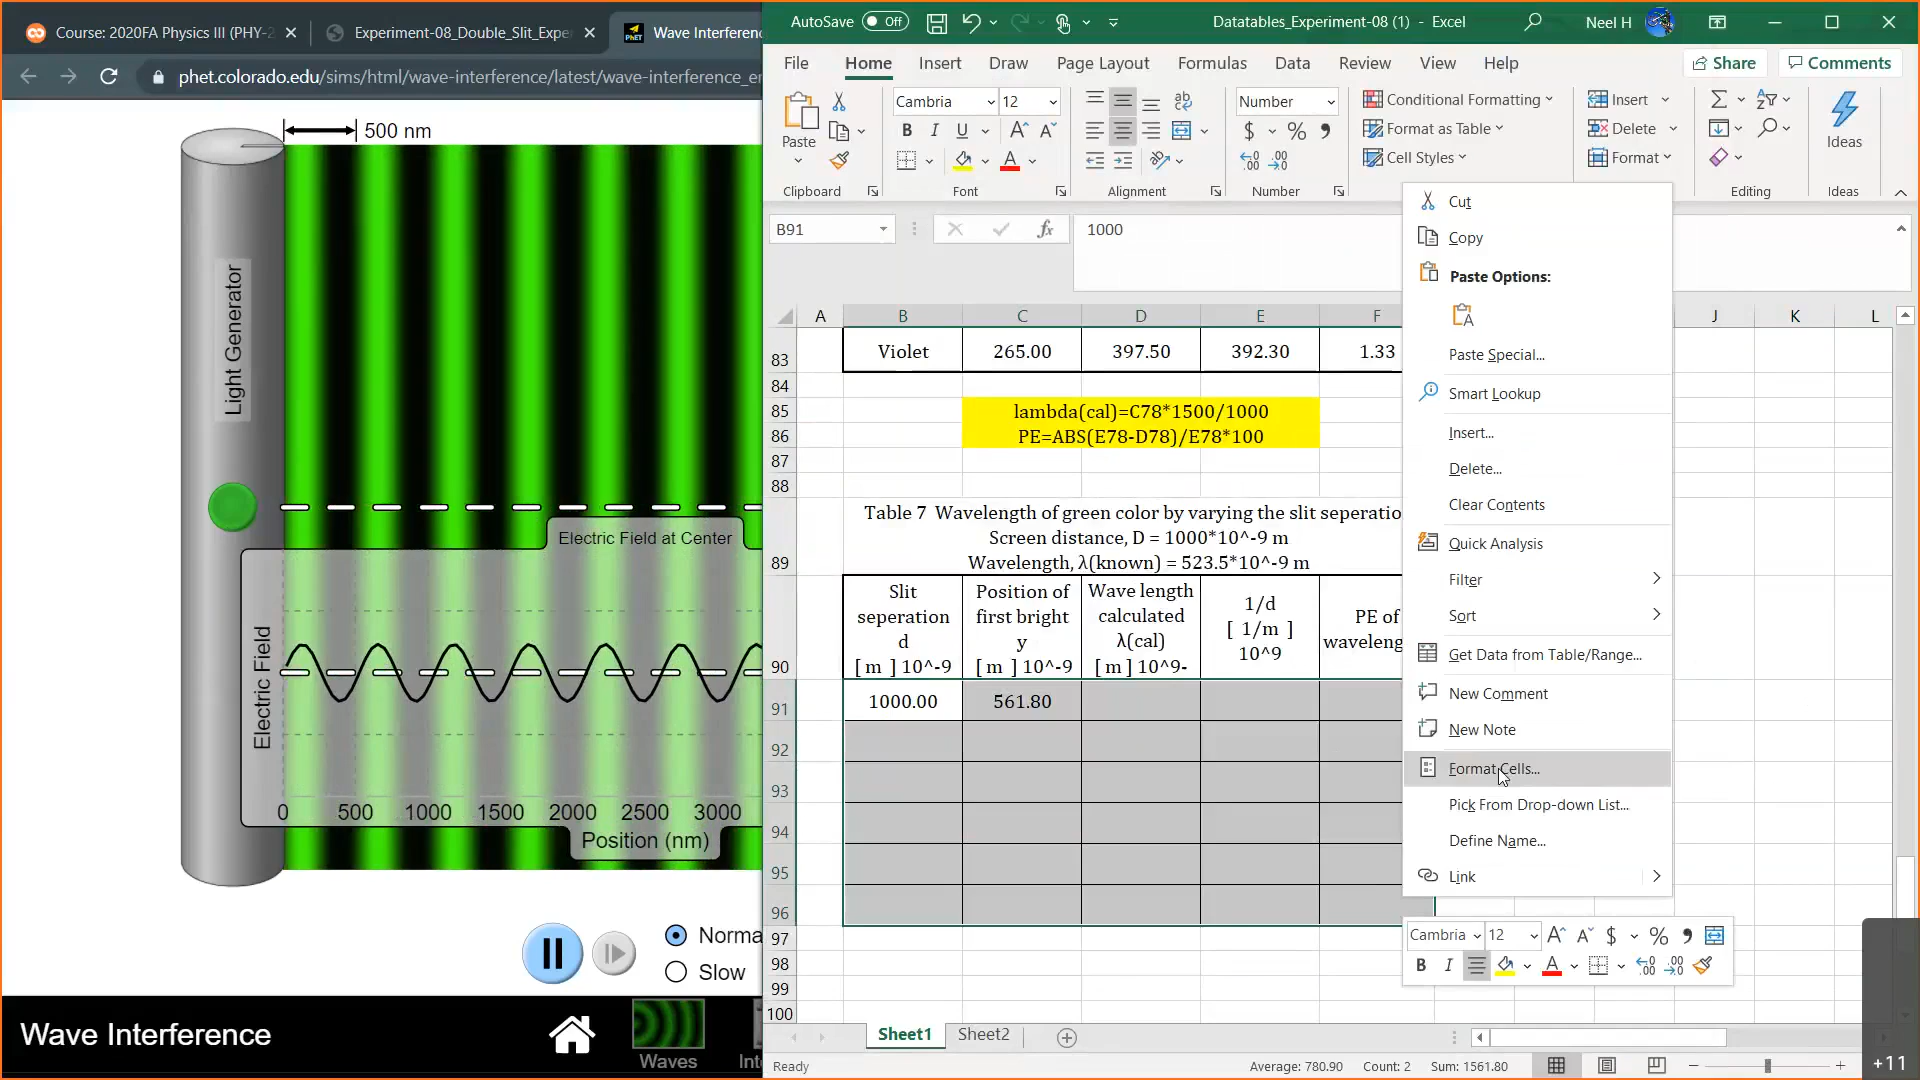 Course: 2020FA Physics III (PHY-2
Experiment-08_Double_Slit_Expe
Wave Interferenc
phet.colorado.edu/sims/html/wave-interference/latest/wave-interference_en
500 nm
Light Generator
Electric Field at Center
Electric Field
0 500 1000 1500 2000 2500 3000
Position (nm)
Norma
Slow
Wave Interference
Waves
Int
AutoSave Off
Datatables_Experiment-08 (1) - Excel
Neel H
File Home Insert Draw Page Layout Formulas Data Review View Help
Share Comments
Paste
Cambria 12
B I U
Number
$ % ,
Conditional Formatting
Format as Table
Cell Styles
Insert
Delete
Format
Ideas
Clipboard Font Alignment Number Editing Ideas
B91
fx
1000
A B C D E F J K L
83 Violet 265.00 397.50 392.30 1.33
84
85 lambda(cal)=C78*1500/1000
86 PE=ABS(E78-D78)/E78*100
87
88
Table 7 Wavelength of green color by varying the slit seperatio
Screen distance, D = 1000*10^-9 m
89 Wavelength, λ(known) = 523.5*10^-9 m
Slit seperation d [ m ] 10^-9
Position of first bright y [ m ] 10^-9
Wave length calculated λ(cal) [ m ] 10^9-
1/d [ 1/m ] 10^9
PE of waveleng
90
91 1000.00 561.80
92
93
94
95
96
97
98
99
100
Cut
Copy
Paste Options:
Paste Special...
Smart Lookup
Insert...
Delete...
Clear Contents
Quick Analysis
Filter
Sort
Get Data from Table/Range...
New Comment
New Note
Format Cells...
Pick From Drop-down List...
Define Name...
Link
Cambria 12
$ % ,
B I
Sheet1 Sheet2
Ready
Average: 780.90 Count: 2 Sum: 1561.80
+11